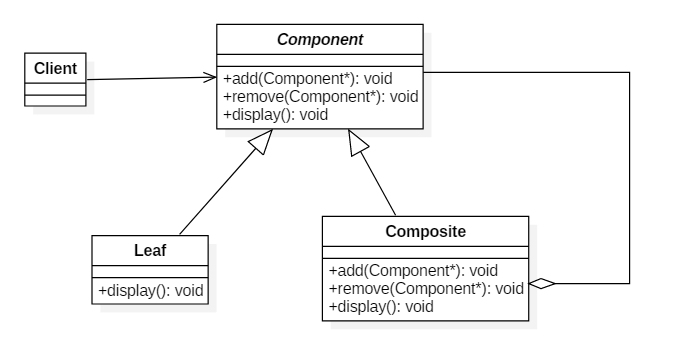 Component
+add(Component*): void
+remove(Component*): void
+display(): void
Client
Leaf
+display(): void
Composite
+add(Component*): void
+remove(Component*): void
+display(): void